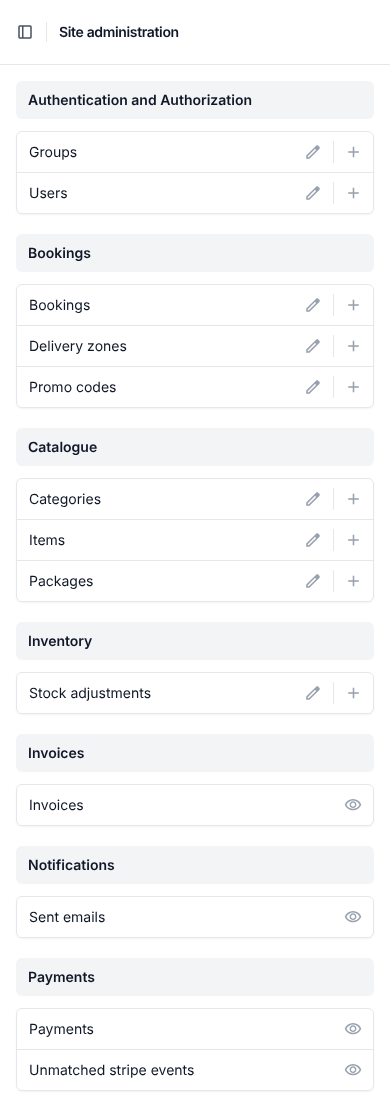 Site administration
Authentication and Authorization
Groups
Users
Bookings
Bookings
Delivery zones
Promo codes
Catalogue
Categories
Items
Packages
Inventory
Stock adjustments
Invoices
Invoices
Notifications
Sent emails
Payments
Payments
Unmatched stripe events